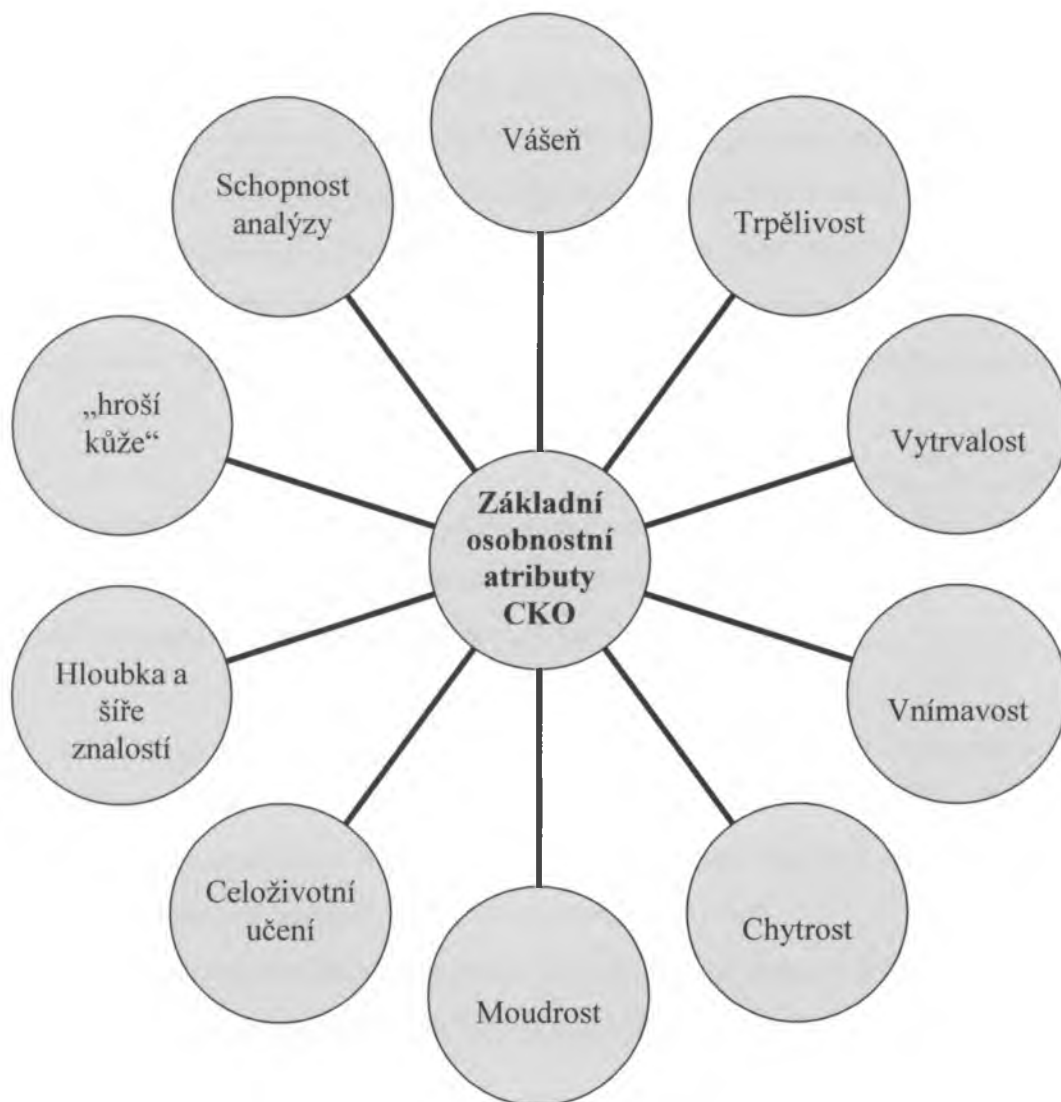 Vášeň
Trpělivost
Vytrvalost
Vnímavost
Chytrost
Moudrost
Celoživotní
učení
Hloubka a
šíře
znalostí
„hroší
kůže“
Schopnost
analýzy
Základní
osobnostní
atributy
CKO